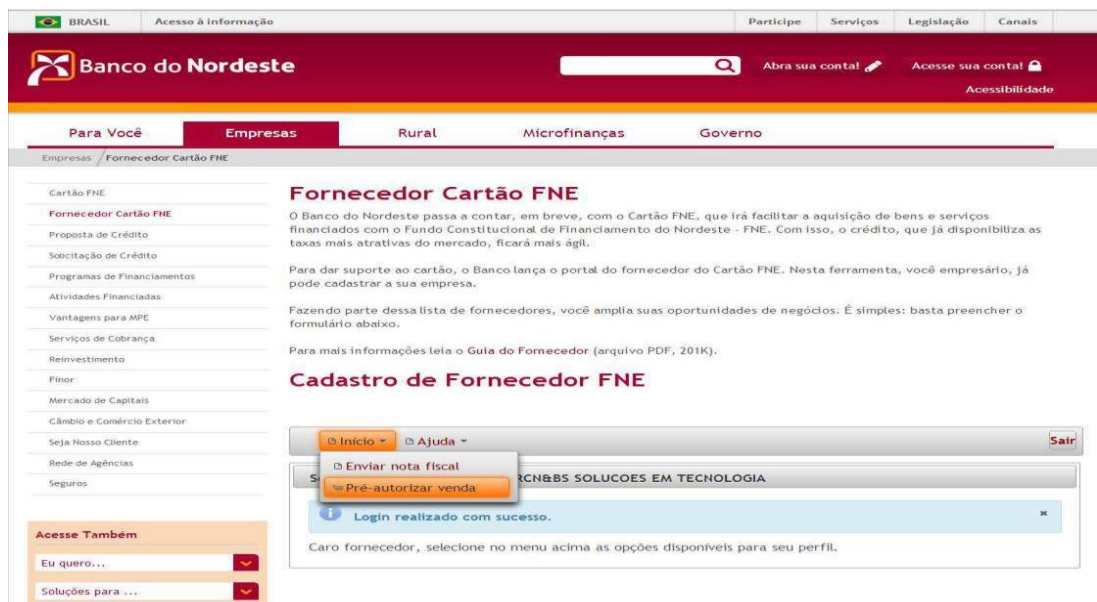 BRASIL Acesso à informação Participe Serviços Legislação Canais
Banco do Nordeste
Abra sua conta! Acesse sua conta!
Acessibilidade
Para Você Empresas Rural Microfinanças Governo
Empresas / Fornecedor Cartão FNE
Cartão FNE
Fornecedor Cartão FNE
Proposta de Crédito
Solicitação de Crédito
Programas de Financiamentos
Atividades Financiadas
Vantagens para MPE
Serviços de Cobrança
Reinvestimento
Finor
Mercado de Capitais
Câmbio e Comércio Exterior
Seja Nosso Cliente
Rede de Agências
Seguros
Acesse Também
Eu quero...
Soluções para ...
Fornecedor Cartão FNE
O Banco do Nordeste passa a contar, em breve, com o Cartão FNE, que irá facilitar a aquisição de bens e serviços
financiados com o Fundo Constitucional de Financiamento do Nordeste - FNE. Com isso, o crédito, que já disponibiliza as
taxas mais atrativas do mercado, ficará mais ágil.
Para dar suporte ao cartão, o Banco lança o portal do fornecedor do Cartão FNE. Nesta ferramenta, você empresário, já
pode cadastrar a sua empresa.
Fazendo parte dessa lista de fornecedores, você amplia suas oportunidades de negócios. É simples: basta preencher o
formulário abaixo.
Para mais informações leia o Guia do Fornecedor (arquivo PDF, 201K).
Cadastro de Fornecedor FNE
Início Ajuda Sair
Enviar nota fiscal
Pré-autorizar venda
RCN&BS SOLUCOES EM TECNOLOGIA
Login realizado com sucesso.
Caro fornecedor, selecione no menu acima as opções disponíveis para seu perfil.